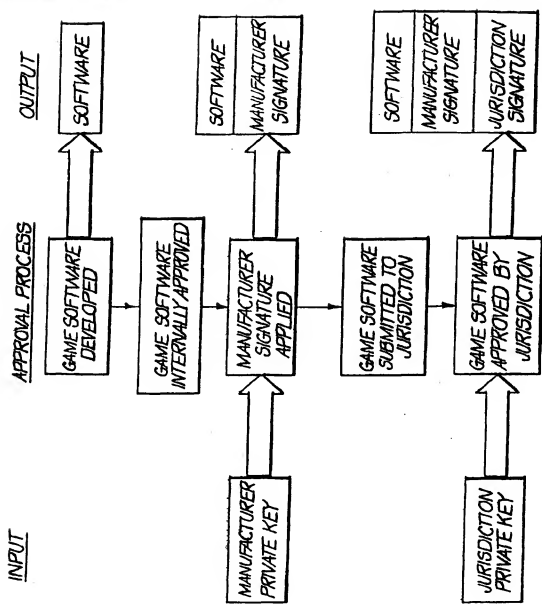 INPUT
APPROVAL PROCESS
OUTPUT
GAME SOFTWARE
DEVELOPED
SOFTWARE
GAME SOFTWARE
INTERNALLY APPROVED
MANUFACTURER
PRIVATE KEY
MANUFACTURER
SIGNATURE
APPLIED
SOFTWARE
MANUFACTURER
SIGNATURE
GAME SOFTWARE
SUBMITTED TO
JURISDICTION
JURISDICTION
PRIVATE KEY
GAME SOFTWARE
APPROVED BY
JURISDICTION
SOFTWARE
MANUFACTURER
SIGNATURE
JURISDICTION
SIGNATURE